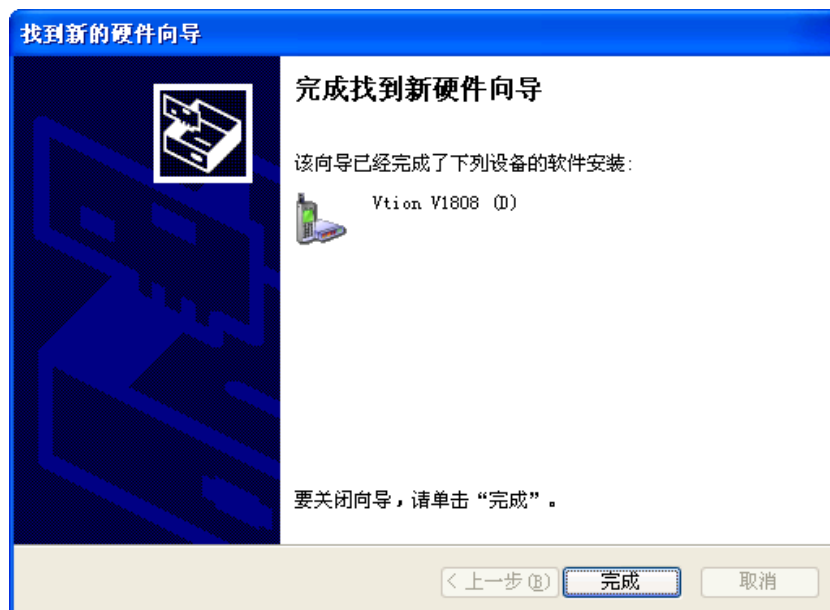 找到新的硬件向导
完成找到新硬件向导
该向导已经完成了下列设备的软件安装:
Vtion V1808 (D)
要关闭向导，请单击“完成”。
< 上一步(B)
完成
取消